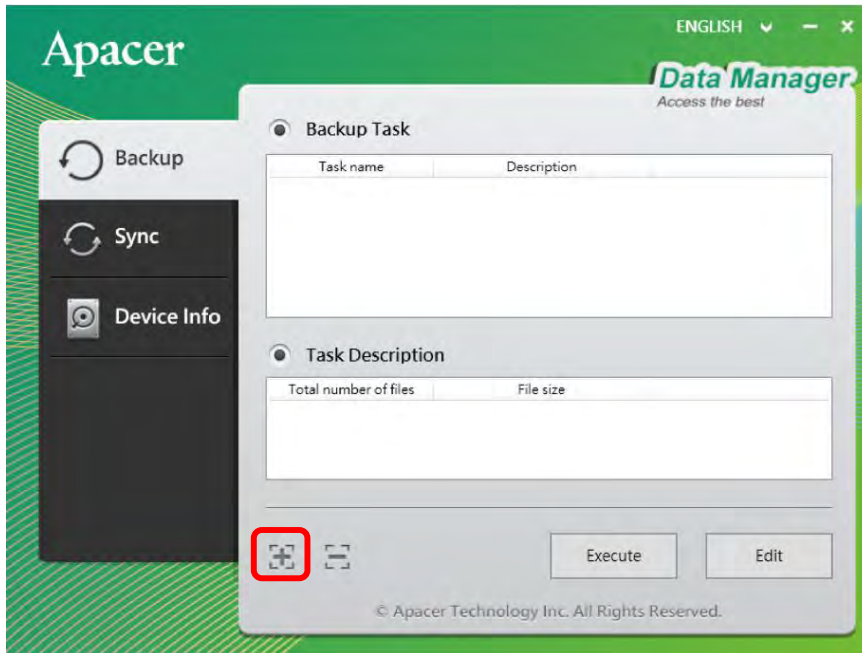 ENGLISH
Apacer
Data Manager
Access the best
Backup
Sync
Device Info
Backup Task
Task name Description
Task Description
Total number of files File size
Execute Edit
© Apacer Technology Inc. All Rights Reserved.